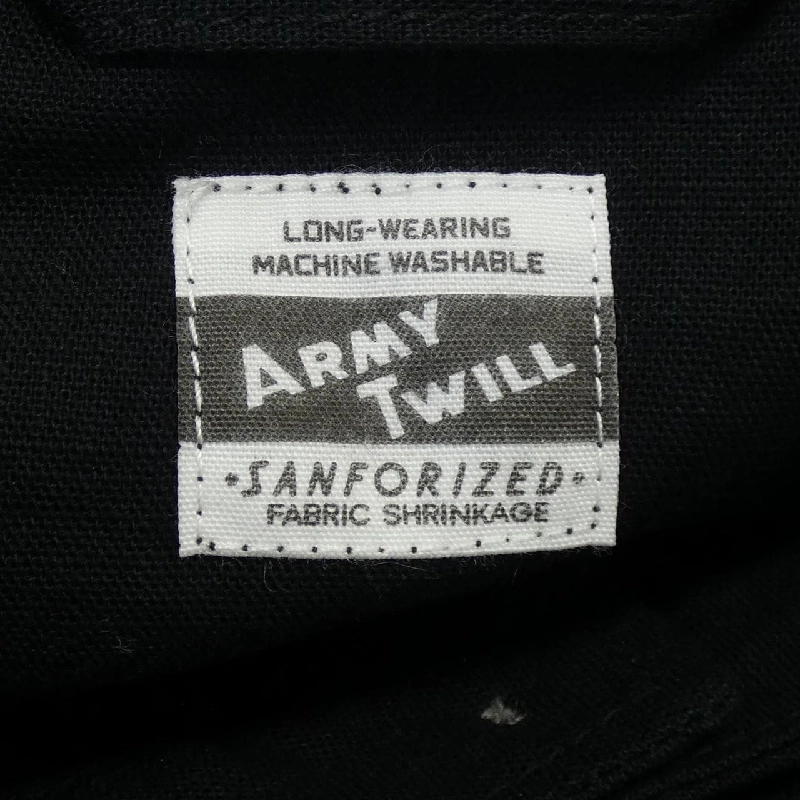 LONG-WEARING
MACHINE WASHABLE
ARMY
TWILL
•SANFORIZED•
FABRIC SHRINKAGE